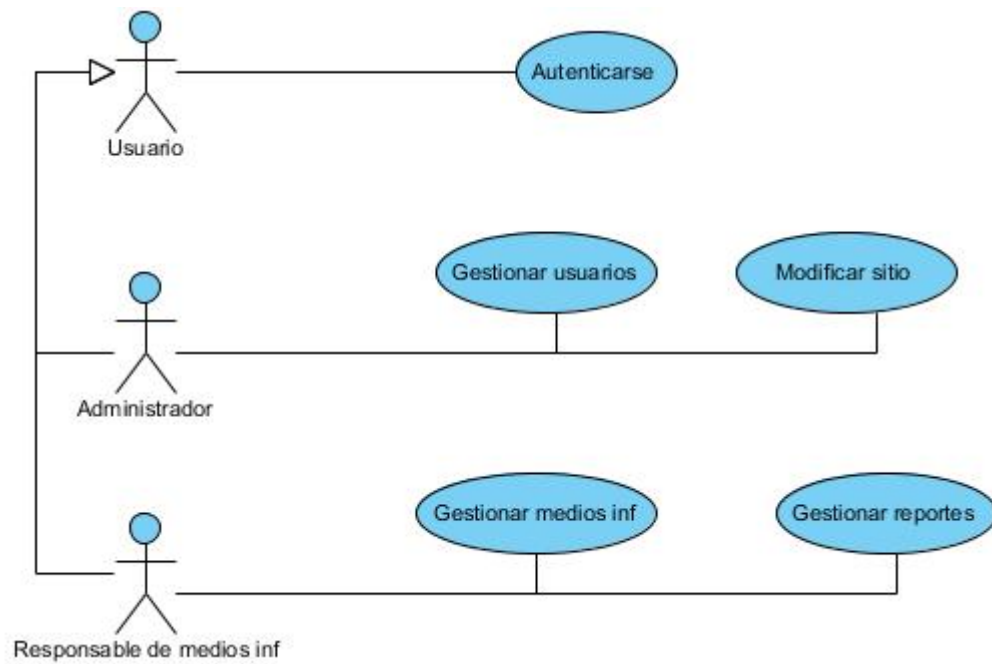 Autenticarse
Usuario
Gestionar usuarios
Modificar sitio
Administrador
Gestionar medios inf
Gestionar reportes
Responsable de medios inf